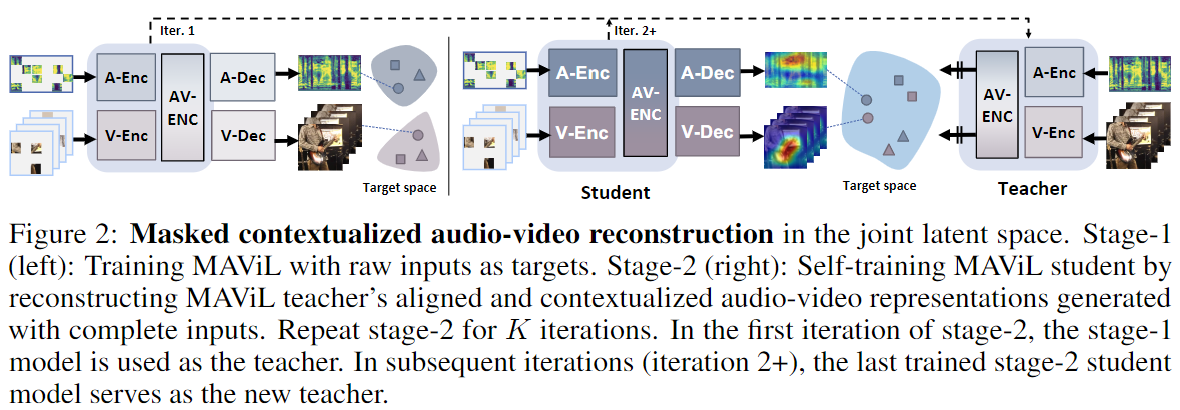 Iter. 1
Iter. 2+
A-Enc
AV-ENC
A-Dec
V-Enc
V-Dec
Target space
A-Enc
AV-ENC
A-Dec
V-Enc
V-Dec
Student
Target space
AV-ENC
A-Enc
V-Enc
Teacher
Figure 2: Masked contextualized audio-video reconstruction in the joint latent space. Stage-1
(left): Training MAViL with raw inputs as targets. Stage-2 (right): Self-training MAViL student by
reconstructing MAViL teacher's aligned and contextualized audio-video representations generated
with complete inputs. Repeat stage-2 for K iterations. In the first iteration of stage-2, the stage-1
model is used as the teacher. In subsequent iterations (iteration 2+), the last trained stage-2 student
model serves as the new teacher.